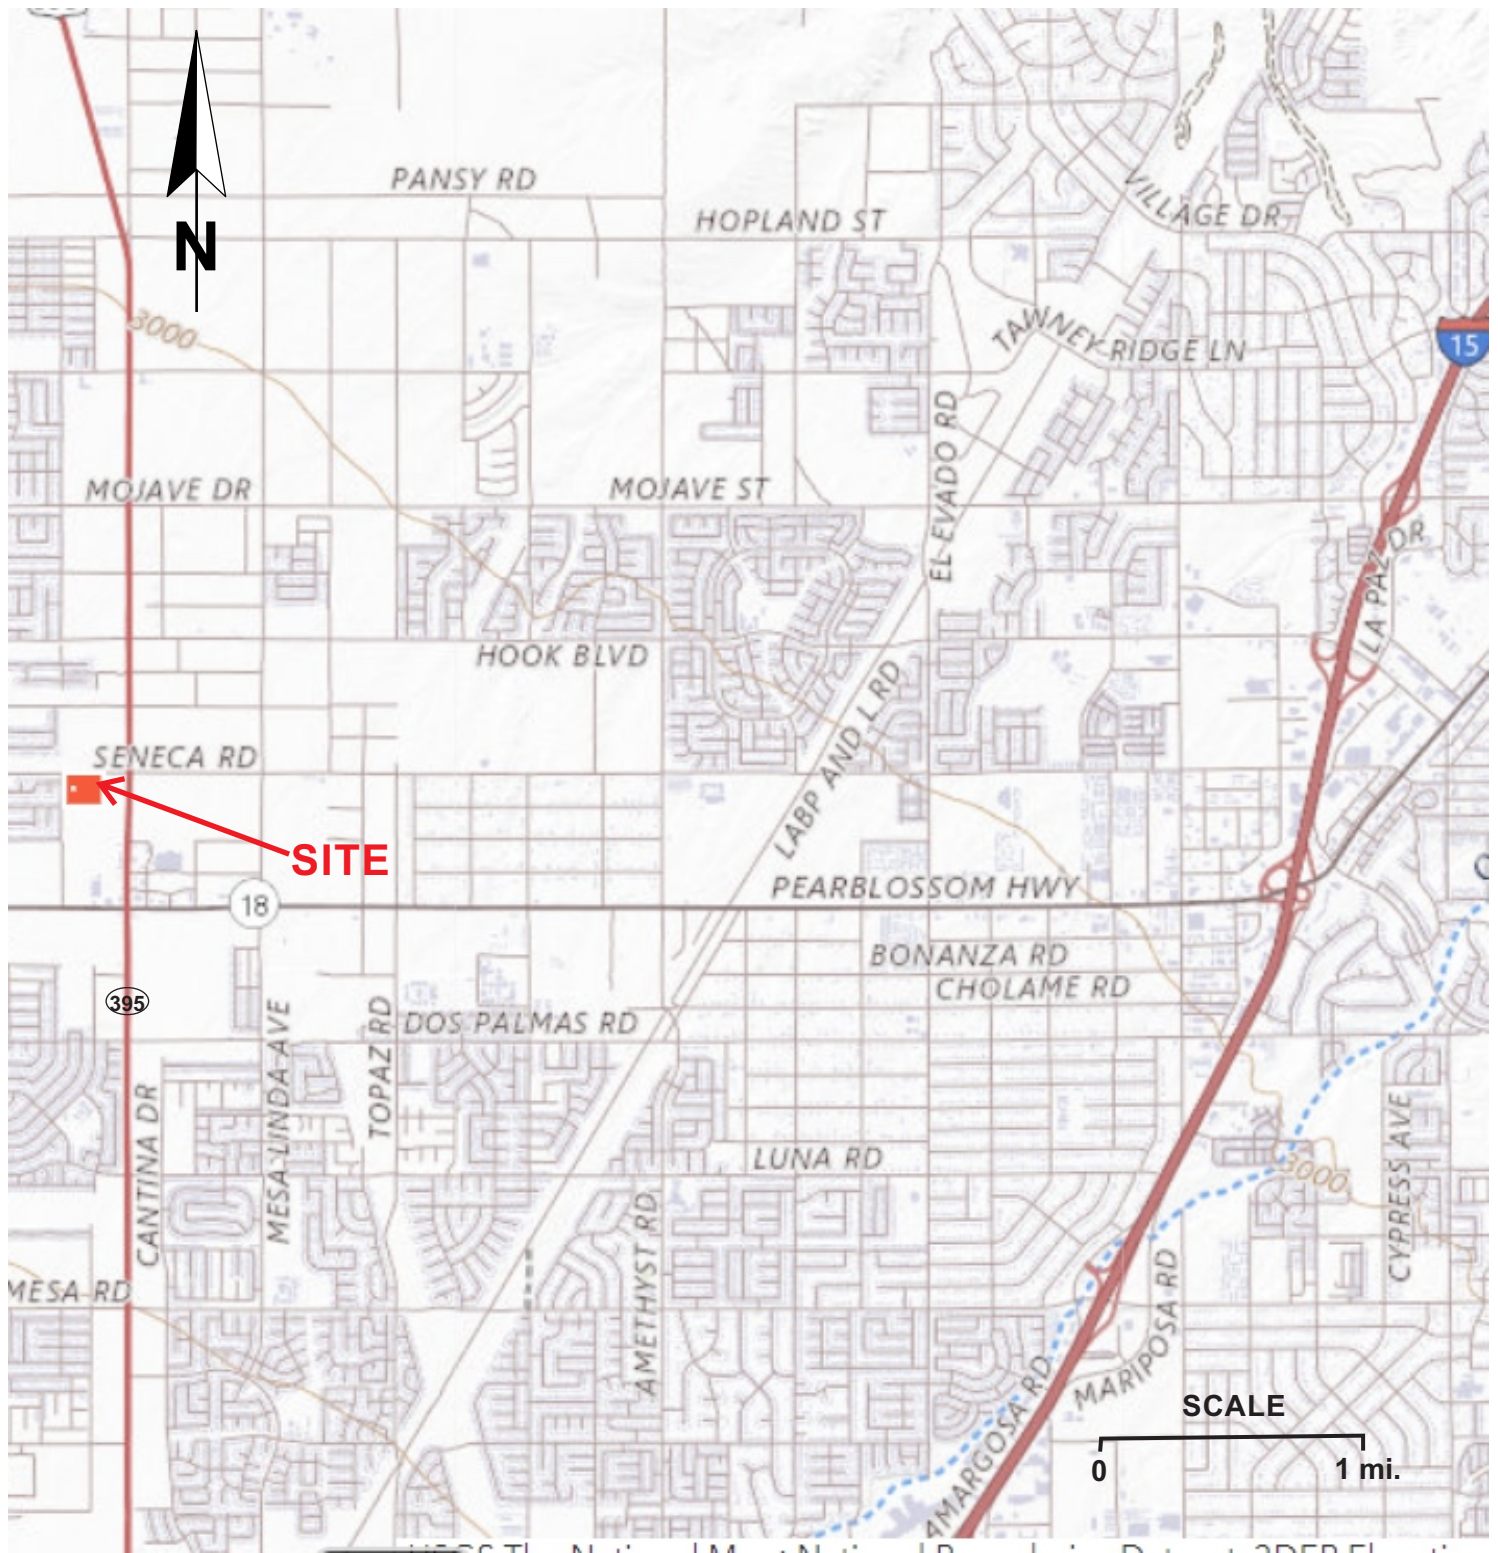 PANSY RD
HOPLAND ST
VILLAGE DR
N
3000
TAWNEY RIDGE LN
15
EL EVADO RD
MOJAVE DR
MOJAVE ST
LA PAZ DR
HOOK BLVD
SENECA RD
LABP AND L RD
SITE
PEARBLOSSOM HWY
18
BONANZA RD
CHOLAME RD
395
DOS PALMAS RD
MESA LINDA AVE
TOPAZ RD
CANTINA DR
LUNA RD
3000
CYPRESS AVE
AMETHYST RD
MESA RD
MARIPOSA RD
AMARGOSA RD
SCALE
0
1 mi.